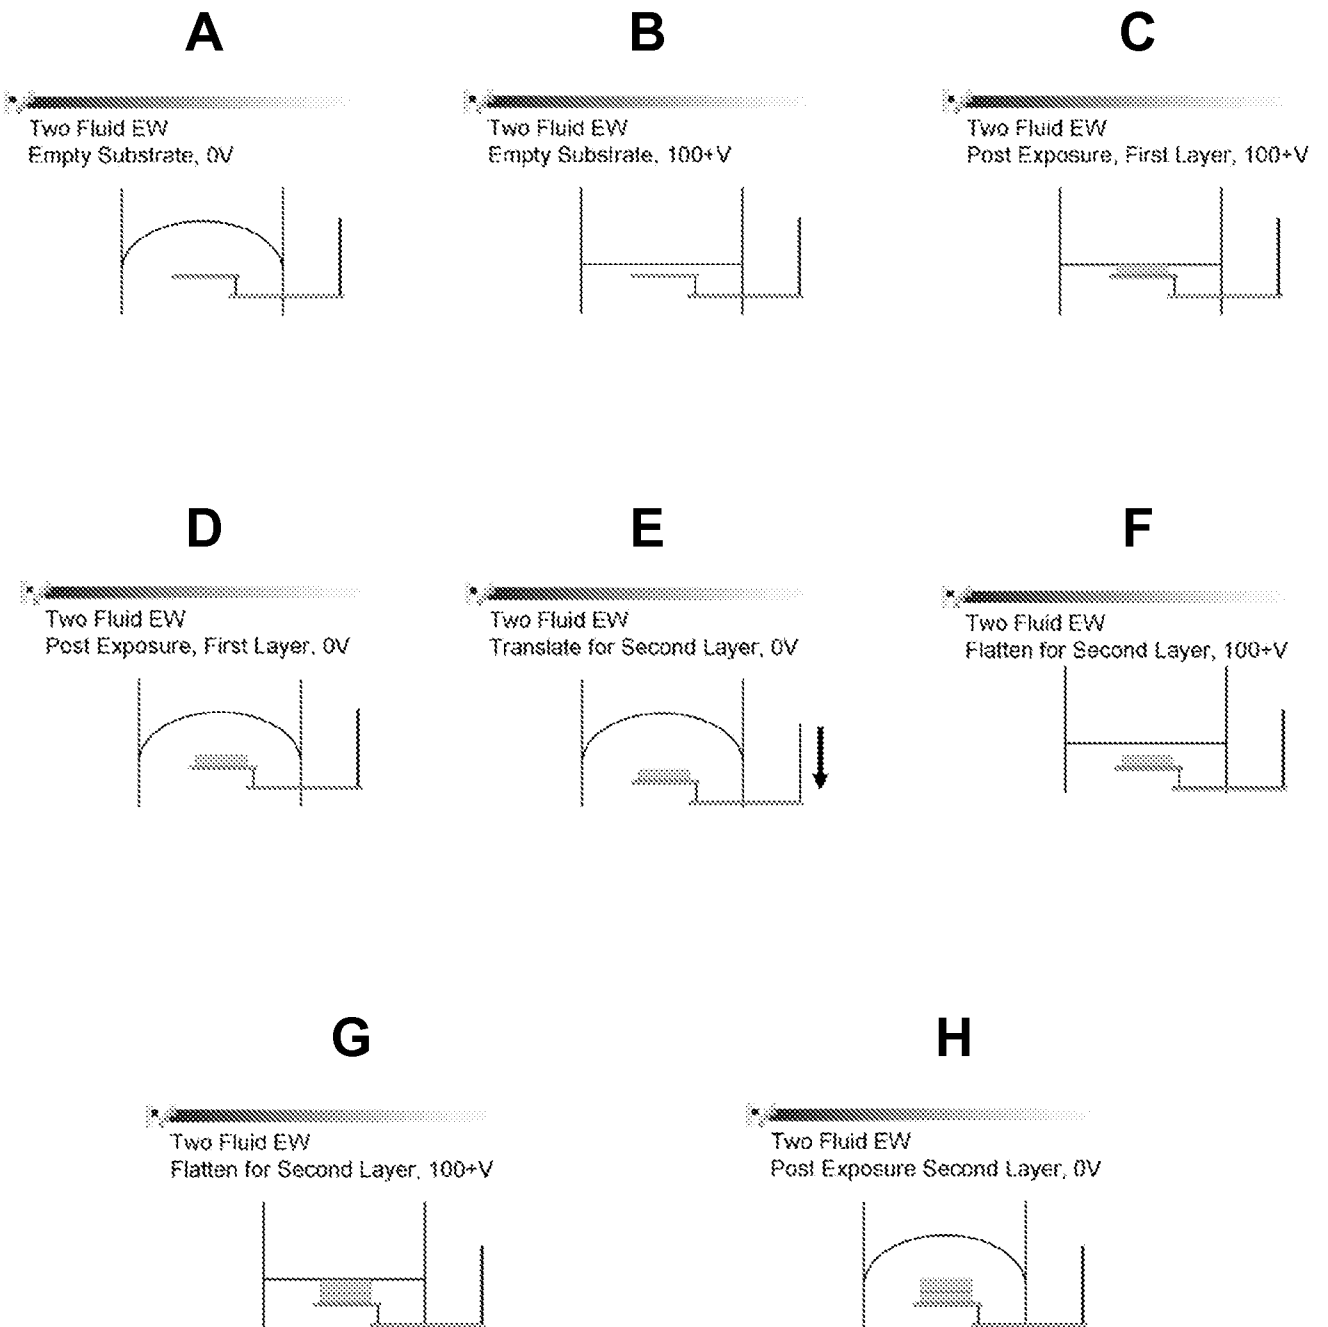 A
B
C
Two Fluid EW
Empty Substrate, 0V
Two Fluid EW
Empty Substrate, 100+V
Two Fluid EW
Post Exposure, First Layer, 100+V
D
E
F
Two Fluid EW
Post Exposure, First Layer, 0V
Two Fluid EW
Translate for Second Layer, 0V
Two Fluid EW
Flatten for Second Layer, 100+V
G
H
Two Fluid EW
Flatten for Second Layer, 100+V
Two Fluid EW
Post Exposure Second Layer, 0V